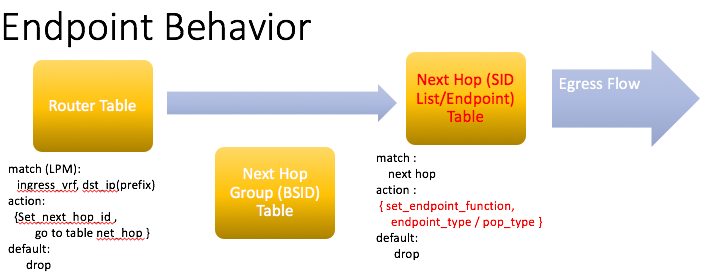 Endpoint Behavior
Router Table
Next Hop (SID
List/Endpoint)
Table
Egress Flow
Next Hop
Group (BSID)
Table
match (LPM):
ingress_vrf, dst_ip(prefix)
action:
{Set_next_hop_id ,
go to table net_hop }
default:
drop
match :
next hop
action :
{ set_endpoint_function,
endpoint_type / pop_type }
default:
drop